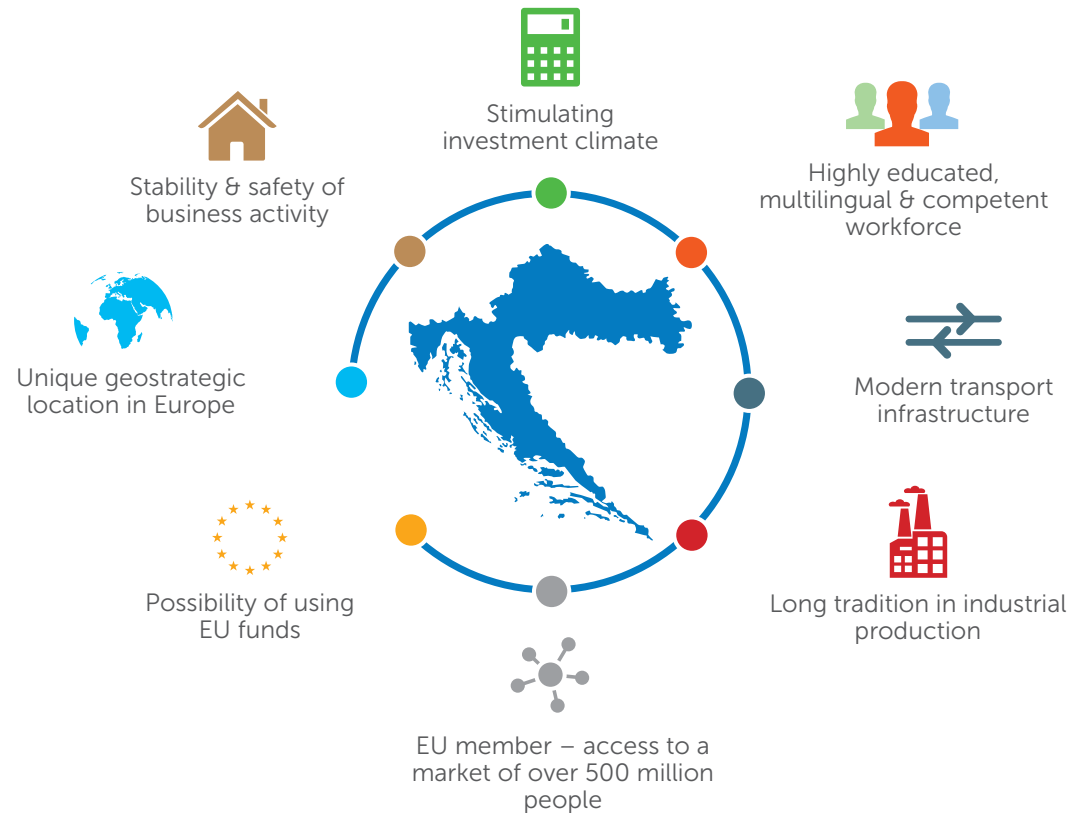 Stimulating
investment climate
Highly educated,
multilingual & competent
workforce
Modern transport
infrastructure
Long tradition in industrial
production
EU member – access to a
market of over 500 million
people
Possibility of using
EU funds
Unique geostrategic
location in Europe
Stability & safety of
business activity